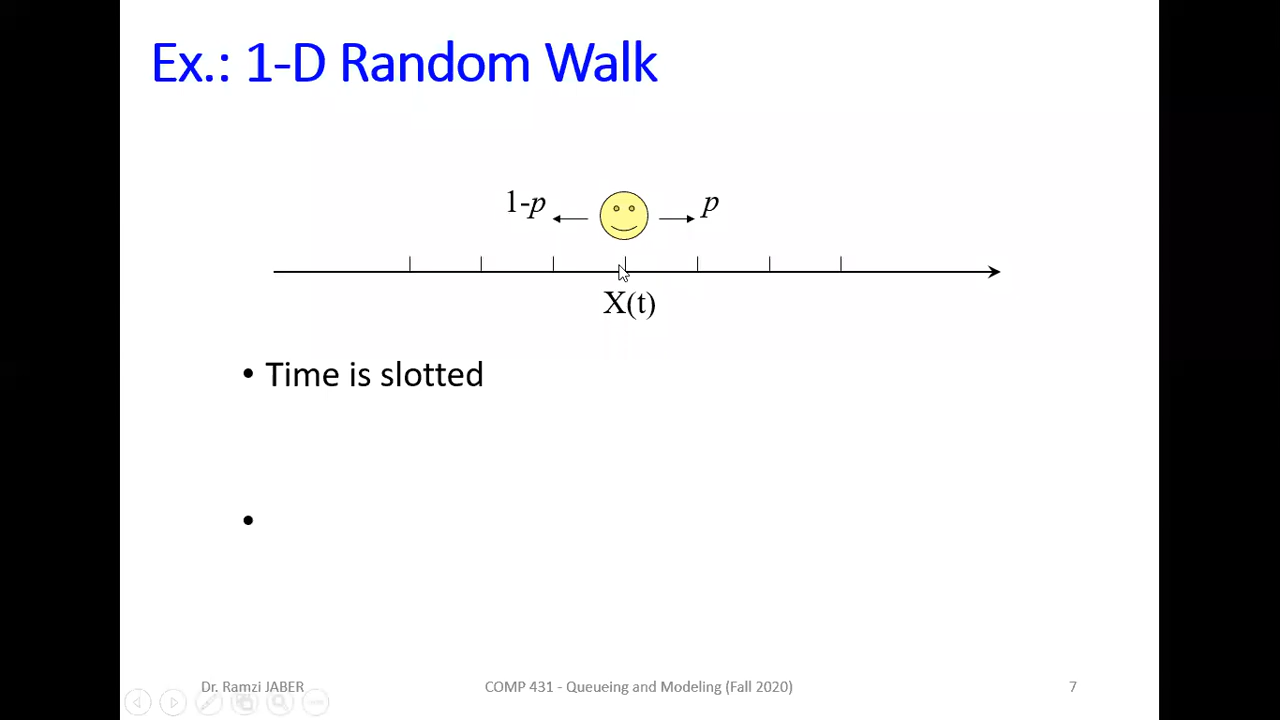 Ex.: 1-D Random Walk
1-p
p
X(t)
• Time is slotted
•
Dr. Ramzi JABER
COMP 431 - Queueing and Modeling (Fall 2020)
7